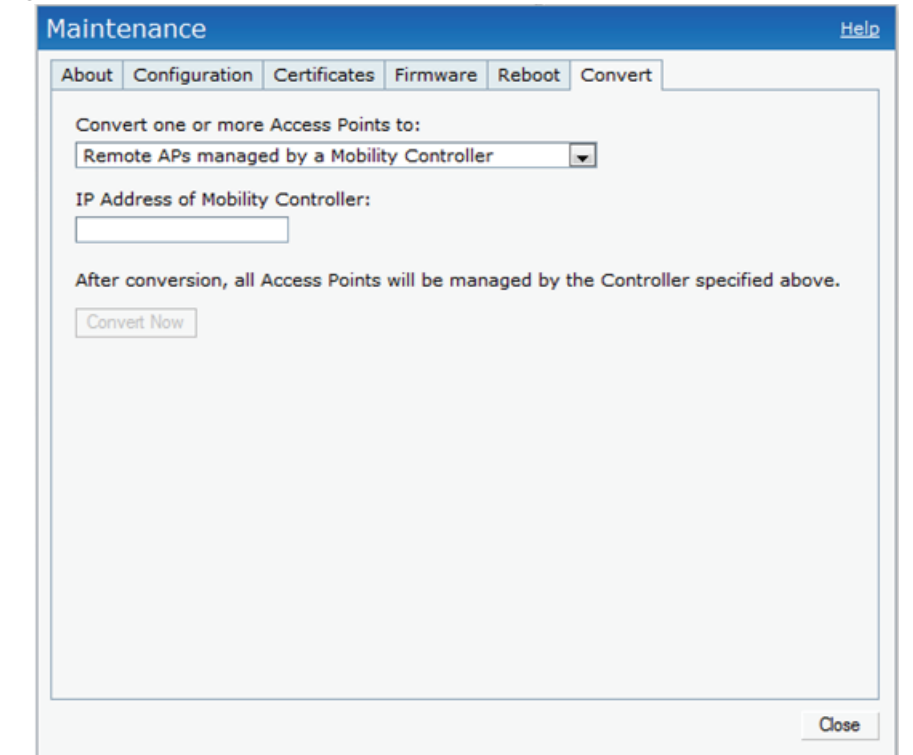 Maintenance Help
About Configuration Certificates Firmware Reboot Convert
Convert one or more Access Points to:
Remote APs managed by a Mobility Controller
IP Address of Mobility Controller:
After conversion, all Access Points will be managed by the Controller specified above.
Convert Now
Close